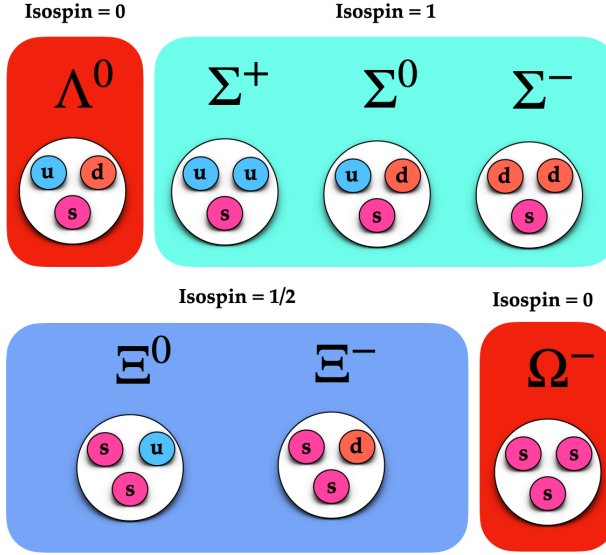 Isospin = 0 Isospin = 1
Λ⁰ Σ⁺ Σ⁰ Σ⁻
u d u u u d d d
s s s s
Isospin = 1/2 Isospin = 0
Ξ⁰ Ξ⁻ Ω⁻
s u s d s s
s s s